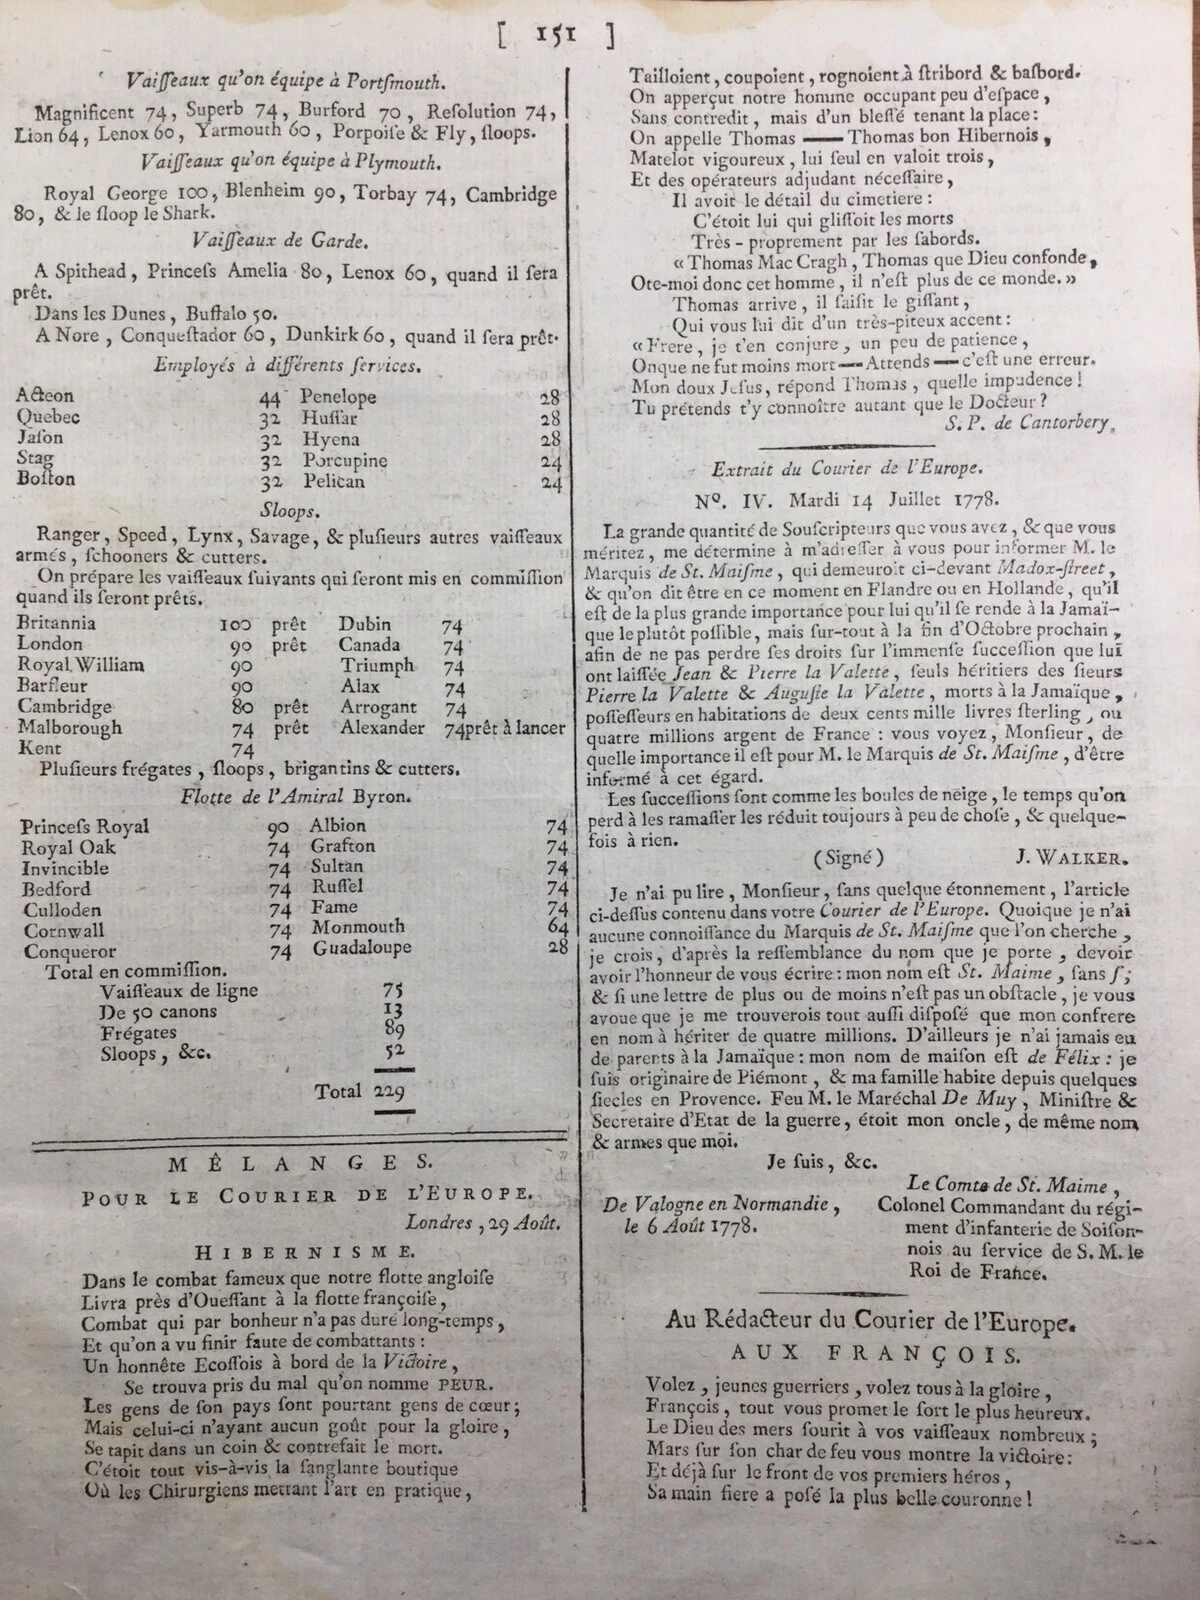 [ 151 ]
Vaiſſeaux qu'on équipe à Portſmouth.
Magnificent 74, Superb 74, Burford 70, Reſolution 74,
Lion 64, Lenox 60, Yarmouth 60, Porpoiſe & Fly, ſloops.
Vaiſſeaux qu'on équipe à Plymouth.
Royal George 100, Blenheim 90, Torbay 74, Cambridge
80, & le ſloop le Shark.
Vaiſſeaux de Garde.
A Spithead, Princeſs Amelia 80, Lenox 60, quand il ſera
prêt.
Dans les Dunes, Buffalo 50.
A Nore, Conqueſtador 60, Dunkirk 60, quand il ſera prêt.
Employés à différents ſervices.
Acteon 44 Penelope 28
Quebec 32 Huſſar 28
Jaſon 32 Hyena 28
Stag 32 Porcupine 24
Boſton 32 Pelican 24
Sloops.
Ranger, Speed, Lynx, Savage, & pluſieurs autres vaiſſeaux
armés, ſchooners & cutters.
On prépare les vaiſſeaux ſuivants qui ſeront mis en commiſſion
quand ils ſeront prêts.
Britannia 100 prêt Dubin 74
London 90 prêt Canada 74
Royal William 90 Triumph 74
Barfleur 90 Aiax 74
Cambridge 80 prêt Arrogant 74
Malborough 74 prêt Alexander 74 prêt à lancer
Kent 74
Pluſieurs frégates, ſloops, brigantins & cutters.
Flotte de l'Amiral Byron.
Princeſs Royal 90 Albion 74
Royal Oak 74 Grafton 74
Invincible 74 Sultan 74
Bedford 74 Ruſſel 74
Culloden 74 Fame 74
Cornwall 74 Monmouth 64
Conqueror 74 Guadaloupe 28
Total en commiſſion.
Vaiſſeaux de ligne 75
De 50 canons 13
Frégates 89
Sloops, &c. 52
Total 229
MÊLANGES.
POUR LE COURIER DE L'EUROPE.
Londres, 29 Août.
HIBERNISME.
Dans le combat fameux que notre flotte angloiſe
Livra près d'Oueſſant à la flotte françoiſe,
Combat qui par bonheur n'a pas duré long-temps,
Et qu'on a vu finir faute de combattants :
Un honnête Ecoſſois à bord de la Victoire,
Se trouva pris du mal qu'on nomme PEUR.
Les gens de ſon pays ſont pourtant gens de cœur ;
Mais celui-ci n'ayant aucun goût pour la gloire,
Se tapit dans un coin & contrefait le mort.
C'étoit tout vis-à-vis la ſanglante boutique
Où les Chirurgiens mettant l'art en pratique,
Tailloient, coupoient, rognoient à ſtribord & baſbord.
On apperçut notre homme occupant peu d'eſpace,
Sans contredit, mais d'un bleſſé tenant la place :
On appelle Thomas — Thomas bon Hibernois,
Matelot vigoureux, lui ſeul en valoit trois,
Et des opérateurs adjudant néceſſaire,
Il avoit le détail du cimetiere :
C'étoit lui qui gliſſoit les morts
Très-proprement par les ſabords.
« Thomas Mac Cragh, Thomas que Dieu confonde,
Ote-moi donc cet homme, il n'eſt plus de ce monde. »
Thomas arrive, il ſaiſit le giſſant,
Qui vous lui dit d'un très-piteux accent :
« Frere, je t'en conjure, un peu de patience,
Onque ne fut moins mort — Attends — c'eſt une erreur.
Mon doux Jeſus, répond Thomas, quelle impudence !
Tu prétends t'y connoître autant que le Docteur ?
S. P. de Cantorbery.
Extrait du Courier de l'Europe.
Nº. IV. Mardi 14 Juillet 1778.
La grande quantité de Souſcripteurs que vous avez, & que vous
méritez, me détermine à m'adreſſer à vous pour informer M. le
Marquis de St. Maiſme, qui demeuroit ci-devant Madox-ſtreet,
& qu'on dit être en ce moment en Flandre ou en Hollande, qu'il
eſt de la plus grande importance pour lui qu'il ſe rende à la Jamaï-
que le plutôt poſſible, mais ſur-tout à la fin d'Octobre prochain,
afin de ne pas perdre ſes droits ſur l'immenſe ſucceſſion que lui
ont laiſſée Jean & Pierre la Valette, ſeuls héritiers des ſieurs
Pierre la Valette & Auguſte la Valette, morts à la Jamaïque,
poſſeſſeurs en habitations de deux cents mille livres ſterling, ou
quatre millions argent de France : vous voyez, Monſieur, de
quelle importance il eſt pour M. le Marquis de St. Maiſme, d'être
informé à cet égard.
Les ſucceſſions ſont comme les boules de neige, le temps qu'on
perd à les ramaſſer les réduit toujours à peu de choſe, & quelque-
fois à rien.
(Signé) J. WALKER.
Je n'ai pu lire, Monſieur, ſans quelque étonnement, l'article
ci-deſſus contenu dans votre Courier de l'Europe. Quoique je n'ai
aucune connoiſſance du Marquis de St. Maiſme que l'on cherche,
je crois, d'après la reſſemblance du nom que je porte, devoir
avoir l'honneur de vous écrire : mon nom eſt St. Maime, ſans ſ ;
& ſi une lettre de plus ou de moins n'eſt pas un obſtacle, je vous
avoue que je me trouverois tout auſſi diſpoſé que mon confrere
en nom à hériter de quatre millions. D'ailleurs je n'ai jamais eu
de parents à la Jamaïque : mon nom de maiſon eſt de Félix : je
ſuis originaire de Piémont, & ma famille habite depuis quelques
ſiecles en Provence. Feu M. le Maréchal De Muy, Miniſtre &
Secretaire d'Etat de la guerre, étoit mon oncle, de même nom
& armes que moi.
Je ſuis, &c.
Le Comte de St. Maime,
De Valogne en Normandie, Colonel Commandant du régi-
le 6 Août 1778. ment d'infanterie de Soiſon-
nois au ſervice de S. M. le
Roi de France.
Au Rédacteur du Courier de l'Europe.
AUX FRANÇOIS.
Volez, jeunes guerriers, volez tous à la gloire,
François, tout vous promet le ſort le plus heureux.
Le Dieu des mers ſourit à vos vaiſſeaux nombreux ;
Mars ſur ſon char de feu vous montre la victoire :
Et déjà ſur le front de vos premiers héros,
Sa main fiere a poſé la plus belle couronne !